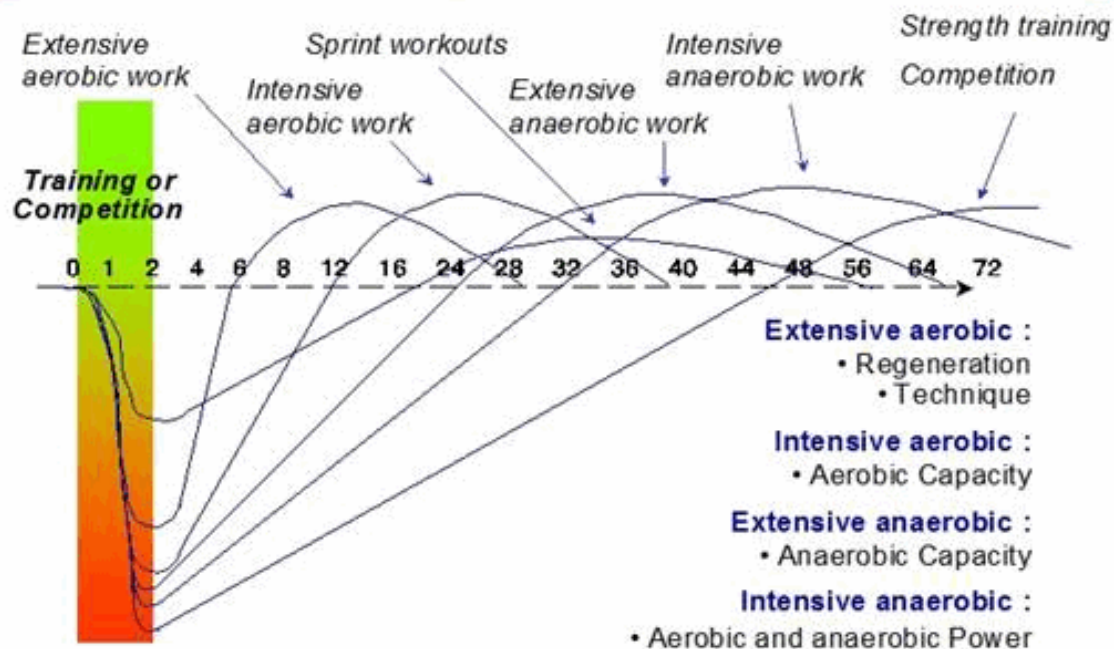 Extensive
aerobic work
Sprint workouts
Intensive
aerobic work
Extensive
anaerobic work
Intensive
anaerobic work
Strength training
Competition
Training or
Competition
0 1 2 4 6 8 12 16 24 28 32 36 40 44 48 56 64 72
Extensive aerobic :
• Regeneration
• Technique
Intensive aerobic :
• Aerobic Capacity
Extensive anaerobic :
• Anaerobic Capacity
Intensive anaerobic :
• Aerobic and anaerobic Power